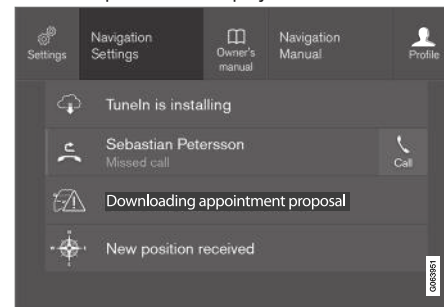 Settings
Navigation
Settings
Owner's
manual
Navigation
Manual
Profile
TuneIn is installing
Sebastian Petersson
Missed call
Call
Downloading appointment proposal
New position received
G063951